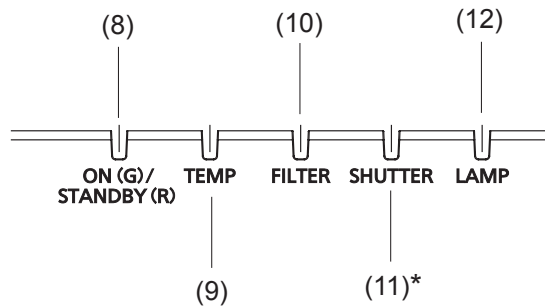 (8) (10) (12)
ON (G)/ STANDBY (R) TEMP FILTER SHUTTER LAMP
(9) (11)*